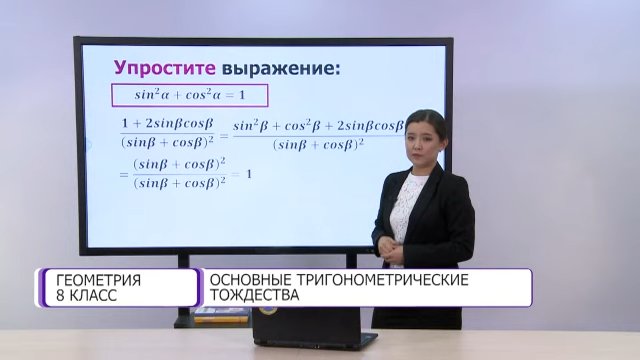 Упростите выражение:
sin²α + cos²α = 1
1 + 2sinβcosβ / (sinβ + cosβ)² = sin²β + cos²β + 2sinβcosβ / (sinβ + cosβ)²
= (sinβ + cosβ)² / (sinβ + cosβ)² = 1
ГЕОМЕТРИЯ
8 КЛАСС
ОСНОВНЫЕ ТРИГОНОМЕТРИЧЕСКИЕ
ТОЖДЕСТВА